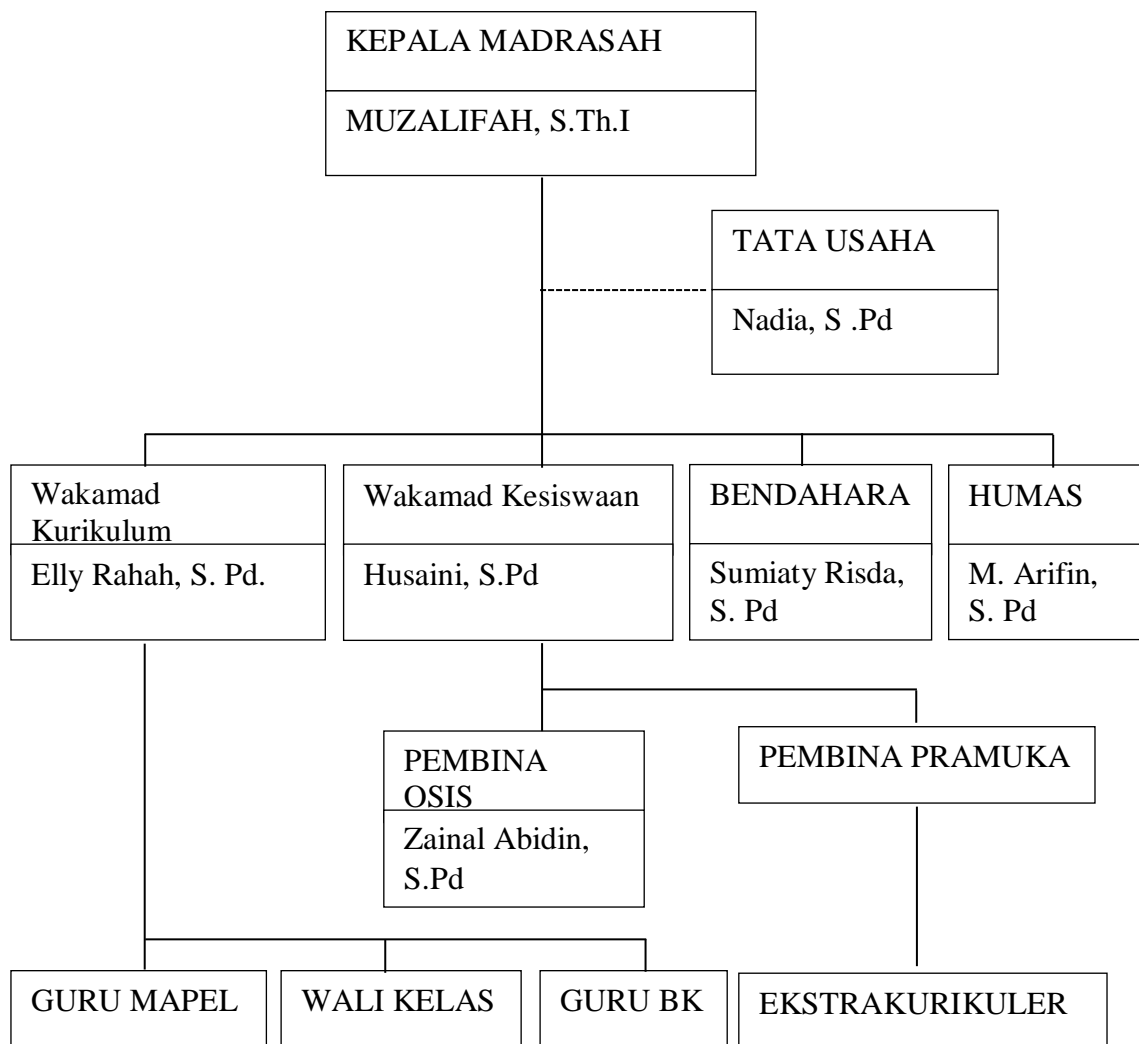 KEPALA MADRASAH
MUZALIFAH, S.Th.I
TATA USAHA
Nadia, S .Pd
Wakamad
Kurikulum
Elly Rahah, S. Pd.
Wakamad Kesiswaan
Husaini, S.Pd
BENDAHARA
Sumiaty Risda,
S. Pd
HUMAS
M. Arifin,
S. Pd
PEMBINA
OSIS
Zainal Abidin,
S.Pd
PEMBINA PRAMUKA
GURU MAPEL
WALI KELAS
GURU BK
EKSTRAKURIKULER